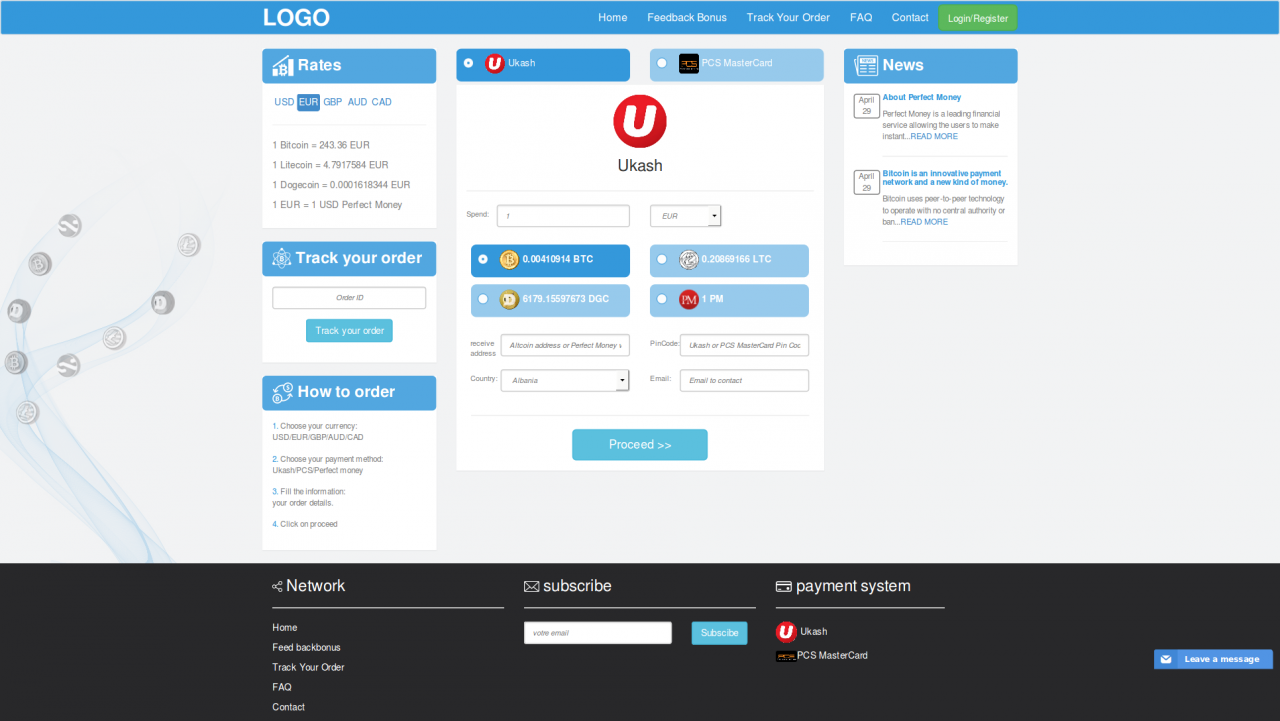 LOGO
Home
Feedback Bonus
Track Your Order
FAQ
Contact
Login/Register
Rates
USD EUR GBP AUD CAD
1 Bitcoin = 243.36 EUR
1 Litecoin = 4.7917584 EUR
1 Dogecoin = 0.0001618344 EUR
1 EUR = 1 USD Perfect Money
Track your order
Order ID
Track your order
How to order
1. Choose your currency:
USD/EUR/GBP/AUD/CAD
2. Choose your payment method:
Ukash/PCS/Perfect money
3. Fill the information:
your order details.
4. Click on proceed
Ukash
PCS MasterCard
Ukash
Spend:
1
EUR
0.00410914 BTC
0.20869166 LTC
6179.15597673 DGC
PM
1 PM
receive
address
Altcoin address or Perfect Money
PinCode:
Ukash or PCS MasterCard Pin Coc
Country:
Albania
Email:
Email to contact
Proceed >>
NEWS
News
April
29
About Perfect Money
Perfect Money is a leading financial
service allowing the users to make
instant...READ MORE
April
29
Bitcoin is an innovative payment
network and a new kind of money.
Bitcoin uses peer-to-peer technology
to operate with no central authority or
ban...READ MORE
Network
Home
Feed backbonus
Track Your Order
FAQ
Contact
subscribe
votre email
Subscibe
payment system
Ukash
PCS MasterCard
Leave a message